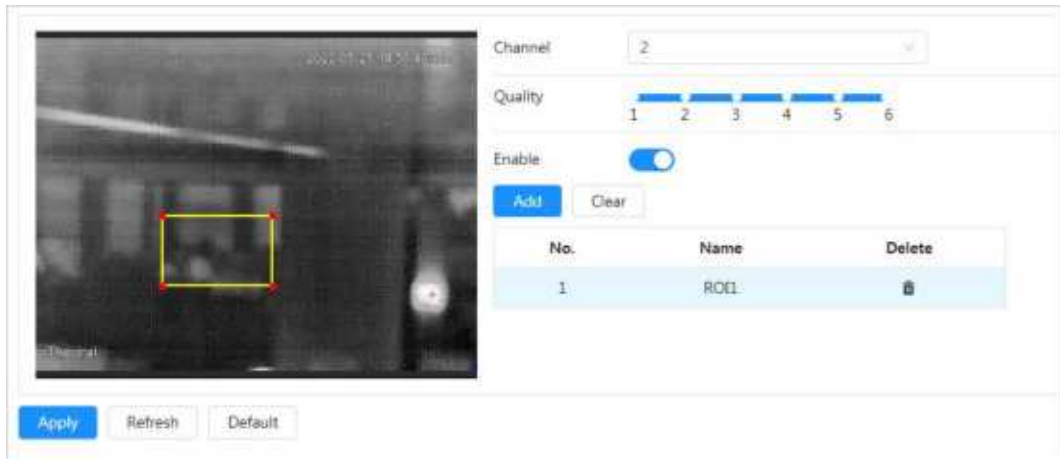 Channel
2
Quality
1 2 3 4 5 6
Enable
Add Clear
No. Name Delete
1 ROI1
Thermal
Apply Refresh Default